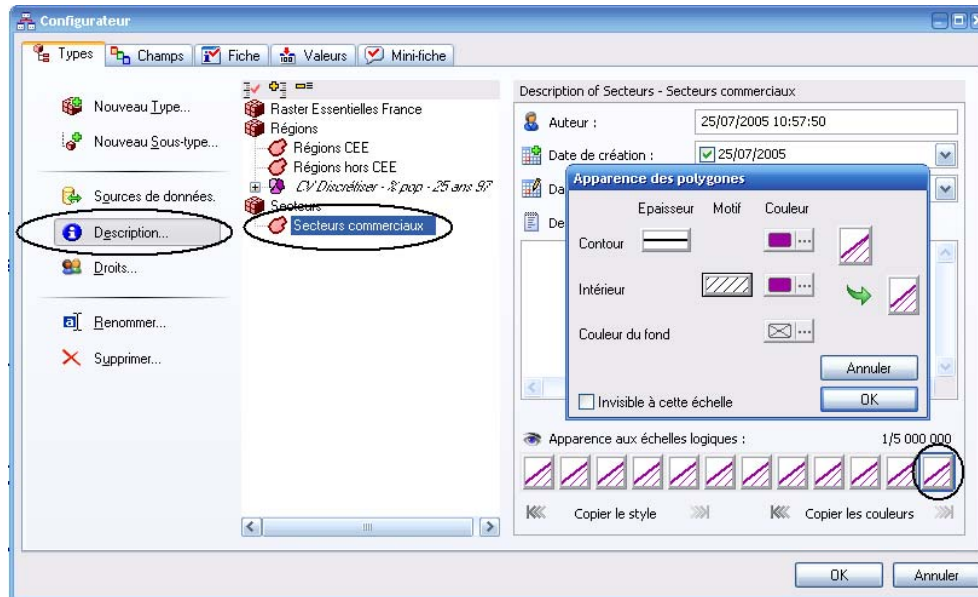 Configurateur
Types
Champs
Fiche
Valeurs
Mini-fiche
Nouveau Type...
Nouveau Sous-type...
Sources de données.
Description...
Droits...
Renommer...
Supprimer...
Raster Essentielles France
Régions
Régions CEE
Régions hors CEE
CV Discrétiser - % pop - 25 ans 97
Secteurs
Secteurs commerciaux
Description of Secteurs - Secteurs commerciaux
Auteur :
25/07/2005 10:57:50
Date de création :
25/07/2005
Da
De
Apparence des polygones
Epaisseur Motif Couleur
Contour
Intérieur
Couleur du fond
Annuler
Invisible à cette échelle
OK
Apparence aux échelles logiques :
1/5 000 000
Copier le style
Copier les couleurs
OK
Annuler